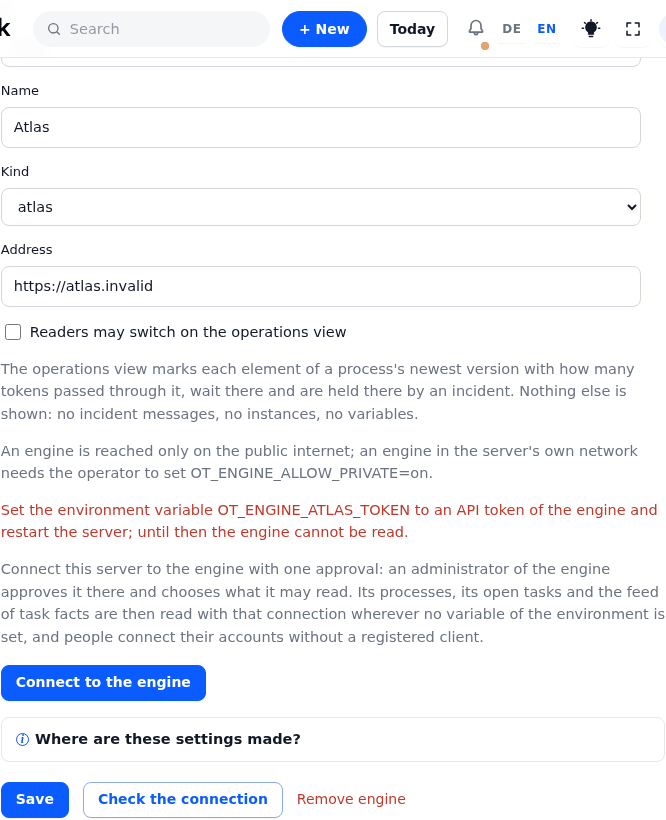 k
Search
+ New
Today
DE
EN
Name
Atlas
Kind
atlas
Address
https://atlas.invalid
Readers may switch on the operations view
The operations view marks each element of a process's newest version with how many
tokens passed through it, wait there and are held there by an incident. Nothing else is
shown: no incident messages, no instances, no variables.
An engine is reached only on the public internet; an engine in the server's own network
needs the operator to set OT_ENGINE_ALLOW_PRIVATE=on.
Set the environment variable OT_ENGINE_ATLAS_TOKEN to an API token of the engine and
restart the server; until then the engine cannot be read.
Connect this server to the engine with one approval: an administrator of the engine
approves it there and chooses what it may read. Its processes, its open tasks and the feed
of task facts are then read with that connection wherever no variable of the environment is
set, and people connect their accounts without a registered client.
Connect to the engine
Where are these settings made?
Save
Check the connection
Remove engine